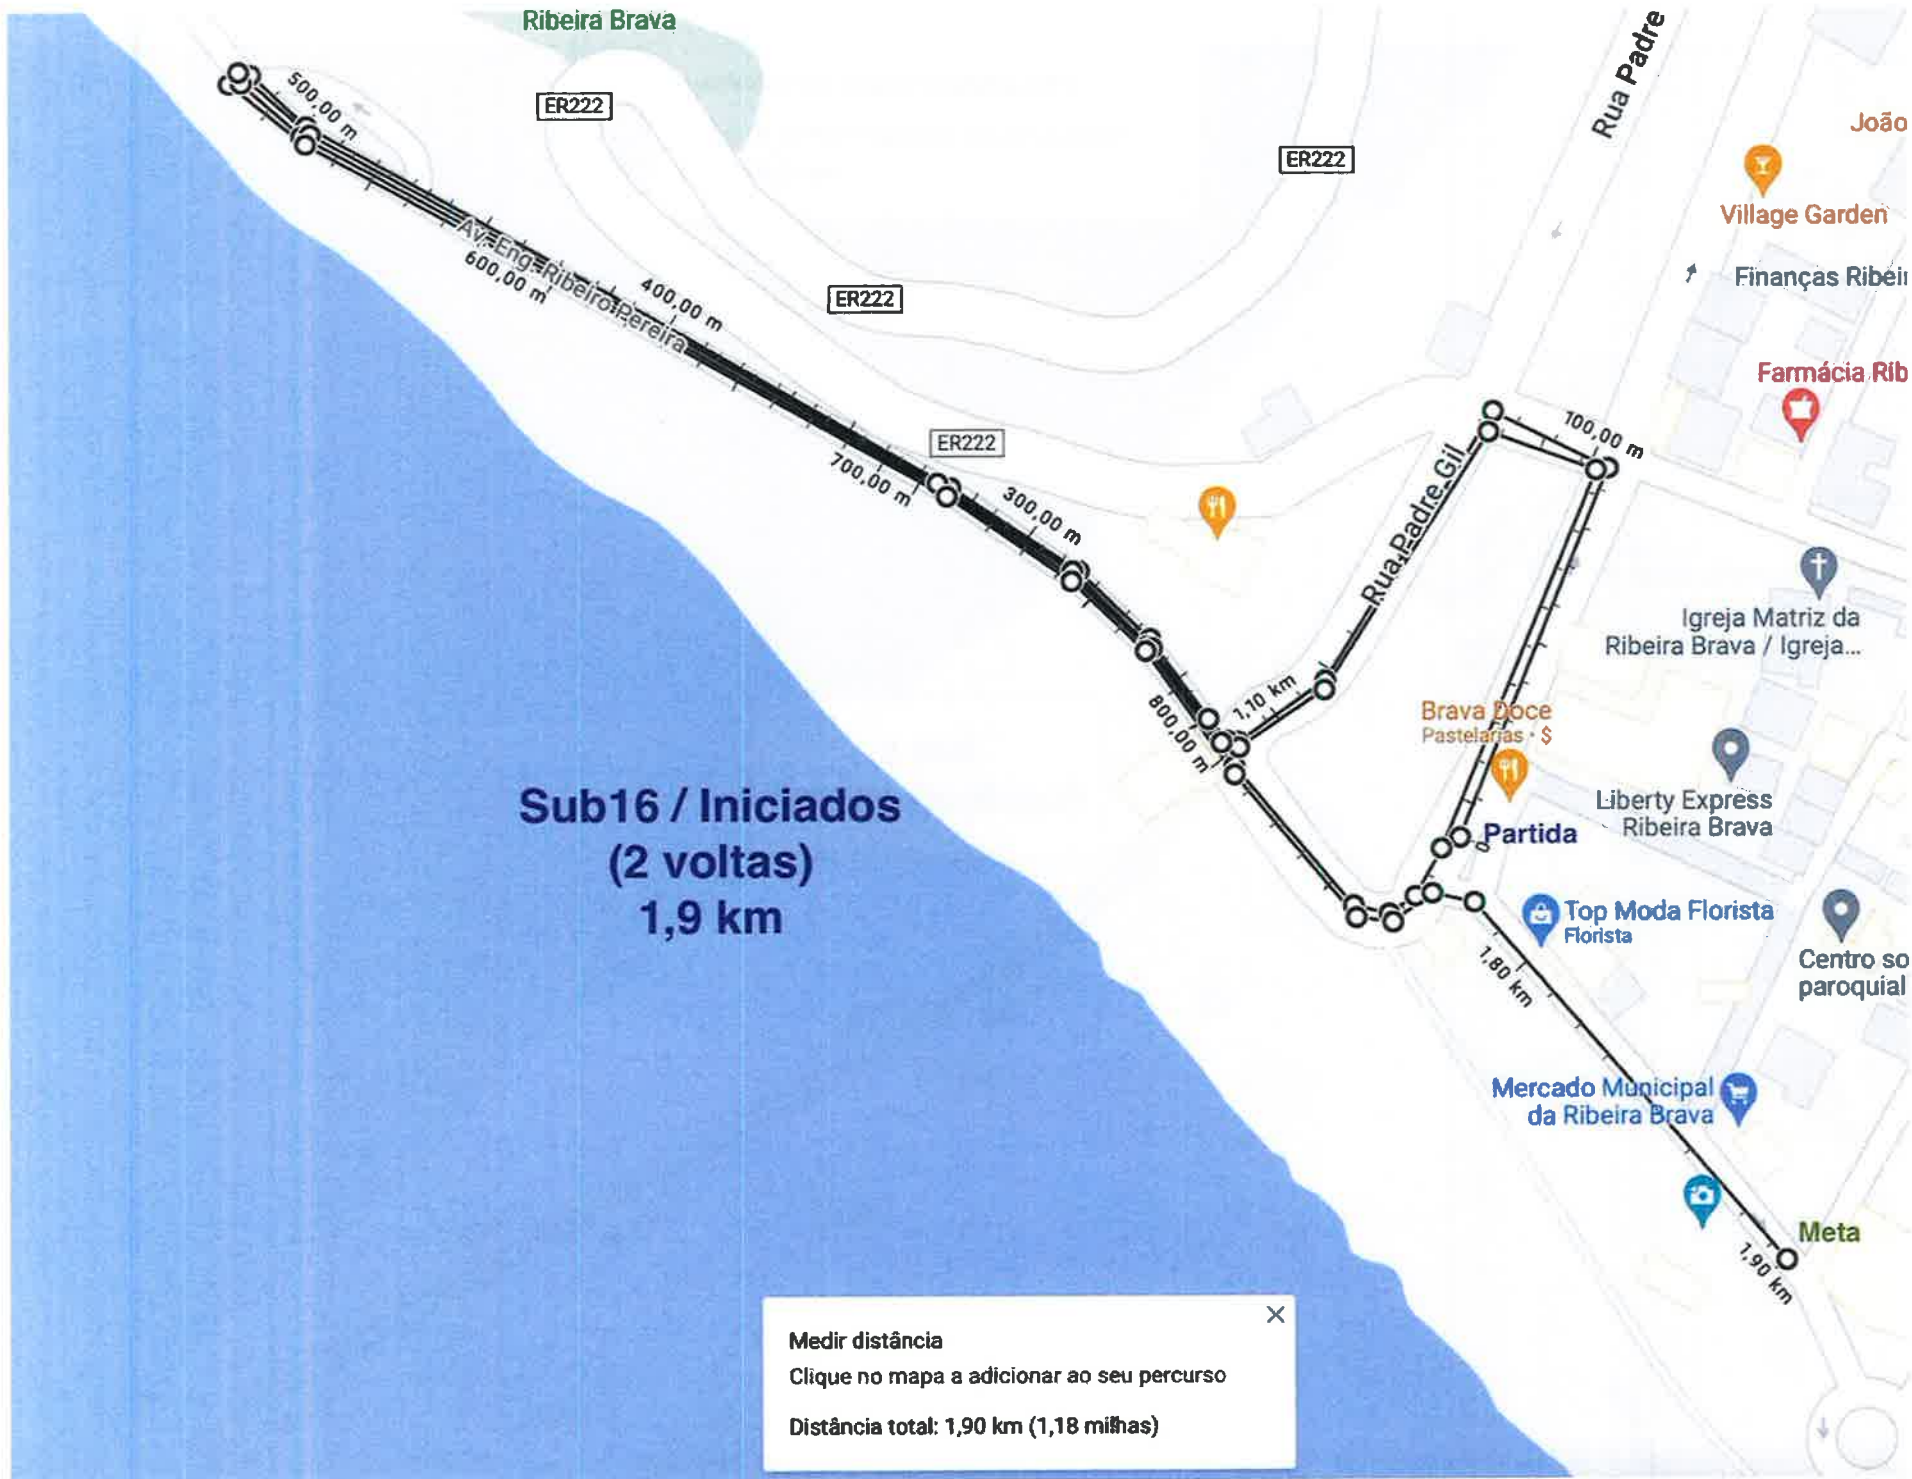 Ribeira Brava
Rua Padre
500,00 m
ER222
João
ER222
Village Garden
Av. Eng. Ribeiro Pereira
600,00 m
400,00 m
ER222
Finanças Ribeir
Farmácia Rib
100,00 m
ER222
700,00 m
300,00 m
Rua Padre Gil
Igreja Matriz da
Ribeira Brava / Igreja...
1,10 km
800,00 m
Brava Doce
Pastelarias · $
Sub16 / Iniciados
(2 voltas)
1,9 km
Liberty Express
Ribeira Brava
0
Partida
Top Moda Florista
Florista
1,80 km
Centro so
paroquial
Mercado Municipal
da Ribeira Brava
Meta
1,90 km
Medir distância
Clique no mapa a adicionar ao seu percurso
Distância total: 1,90 km (1,18 milhas)